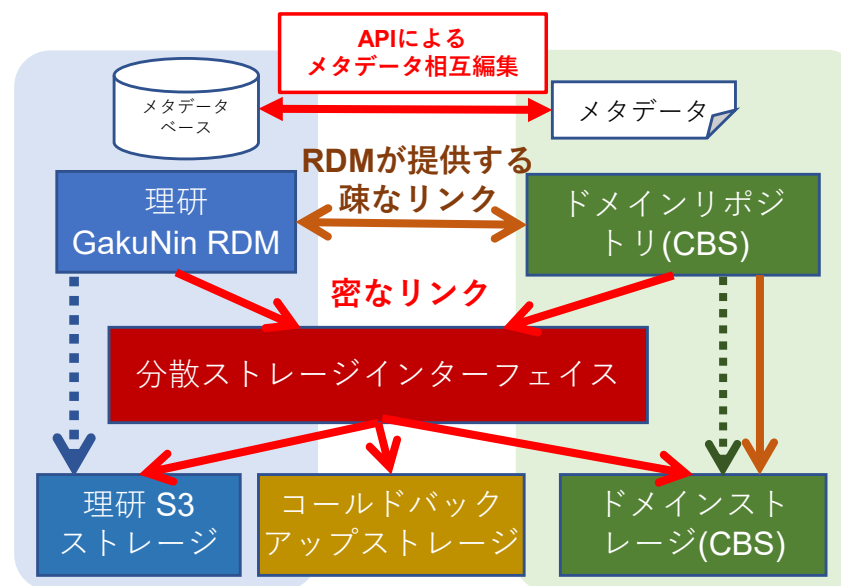 APIによる
メタデータ相互編集
メタデータ
ベース
メタデータ
RDMが提供する
疎なリンク
理研
GakuNin RDM
ドメインリポジ
トリ(CBS)
密なリンク
分散ストレージインターフェイス
理研 S3
ストレージ
コールドバック
アップストレージ
ドメインスト
レージ(CBS)